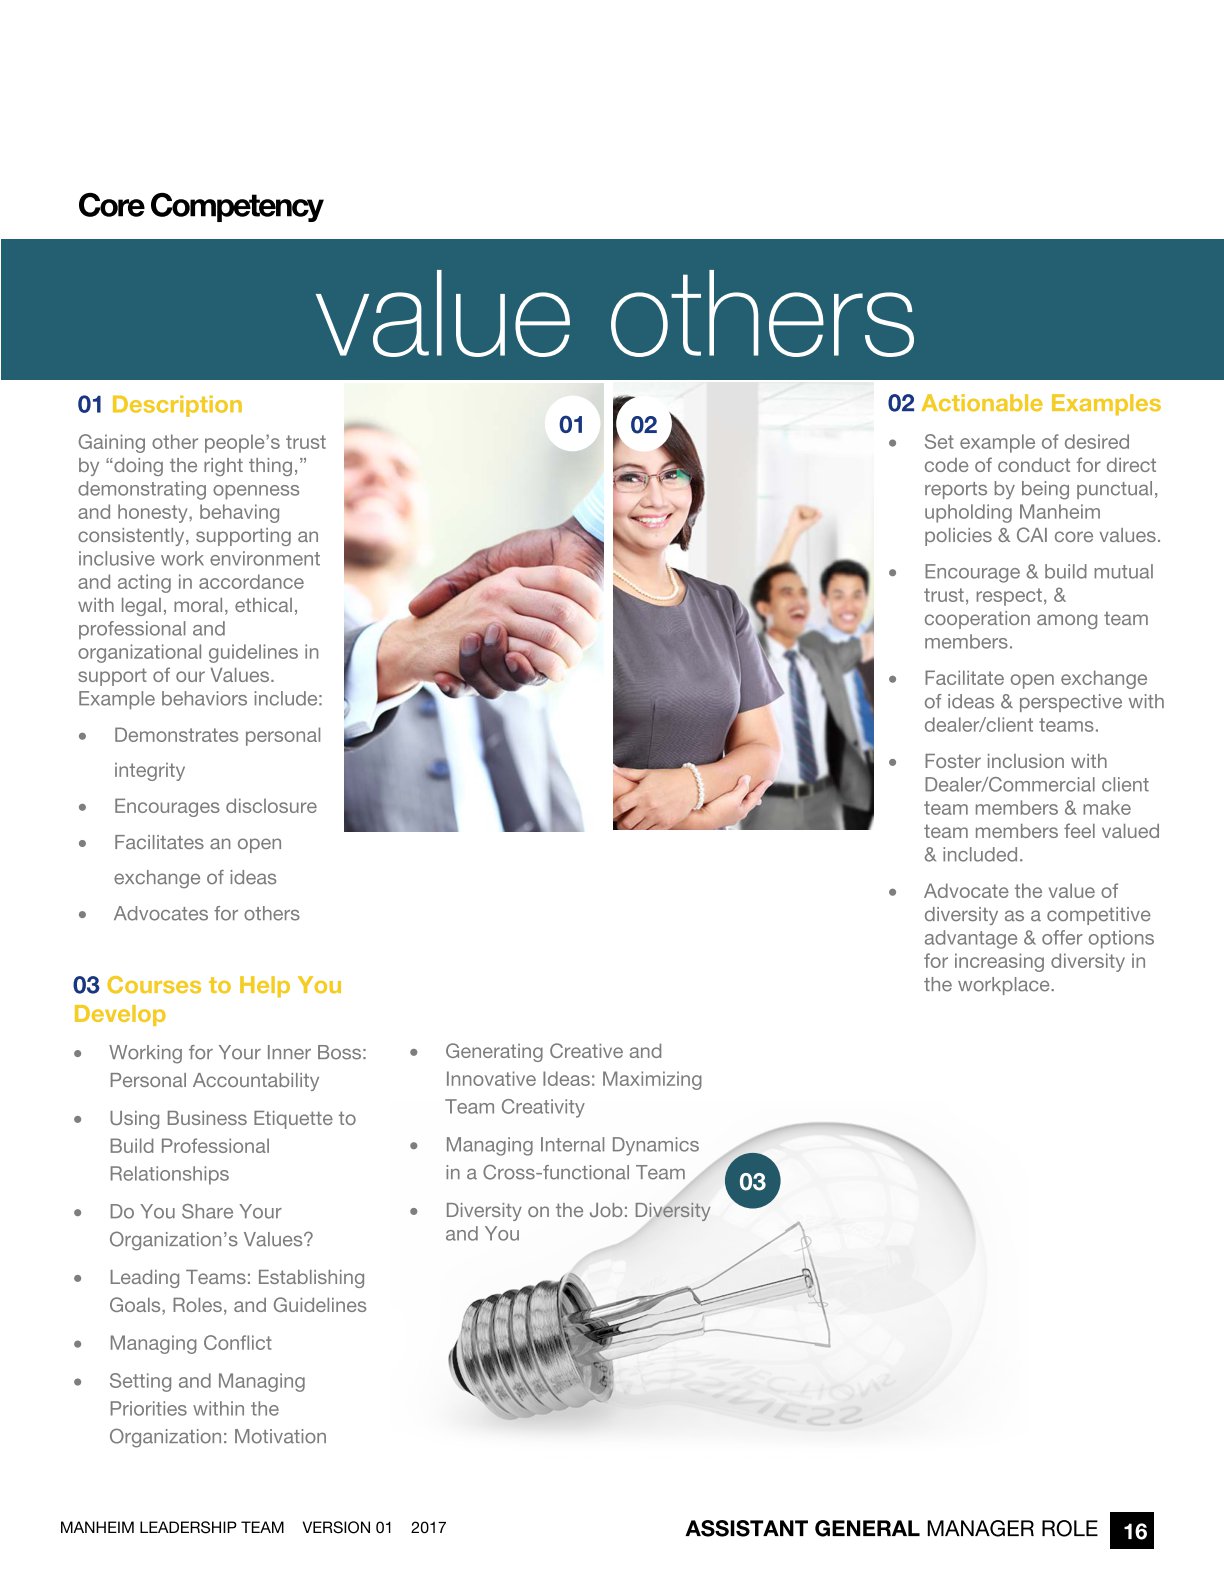 Core Competency
value others
01 Description
Gaining other people’s trust
by “doing the right thing,”
demonstrating openness
and honesty, behaving
consistently, supporting an
inclusive work environment
and acting in accordance
with legal, moral, ethical,
professional and
organizational guidelines in
support of our Values.
Example behaviors include:
• Demonstrates personal
integrity
• Encourages disclosure
• Facilitates an open
exchange of ideas
• Advocates for others
01
02
02 Actionable Examples
• Set example of desired
code of conduct for direct
reports by being punctual,
upholding Manheim
policies & CAI core values.
• Encourage & build mutual
trust, respect, &
cooperation among team
members.
• Facilitate open exchange
of ideas & perspective with
dealer/client teams.
• Foster inclusion with
Dealer/Commercial client
team members & make
team members feel valued
& included.
• Advocate the value of
diversity as a competitive
advantage & offer options
for increasing diversity in
the workplace.
03 Courses to Help You
Develop
• Working for Your Inner Boss:
Personal Accountability
• Using Business Etiquette to
Build Professional
Relationships
• Do You Share Your
Organization’s Values?
• Leading Teams: Establishing
Goals, Roles, and Guidelines
• Managing Conflict
• Setting and Managing
Priorities within the
Organization: Motivation
• Generating Creative and
Innovative Ideas: Maximizing
Team Creativity
• Managing Internal Dynamics
in a Cross-functional Team
• Diversity on the Job: Diversity
and You
03
MANHEIM LEADERSHIP TEAM VERSION 01 2017
ASSISTANT GENERAL MANAGER ROLE 16